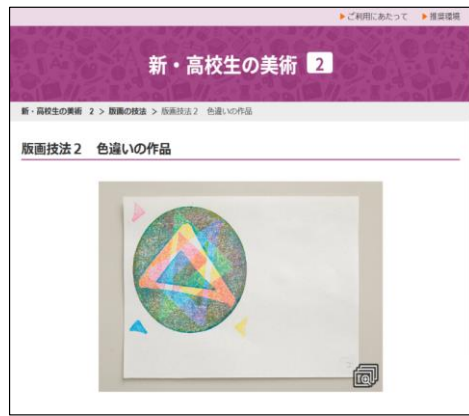 ▶ご利用にあたって ▶推奨環境
新・高校生の美術 2
新・高校生の美術 2 > 版画の技法 > 版画技法2 色違いの作品
版画技法2 色違いの作品